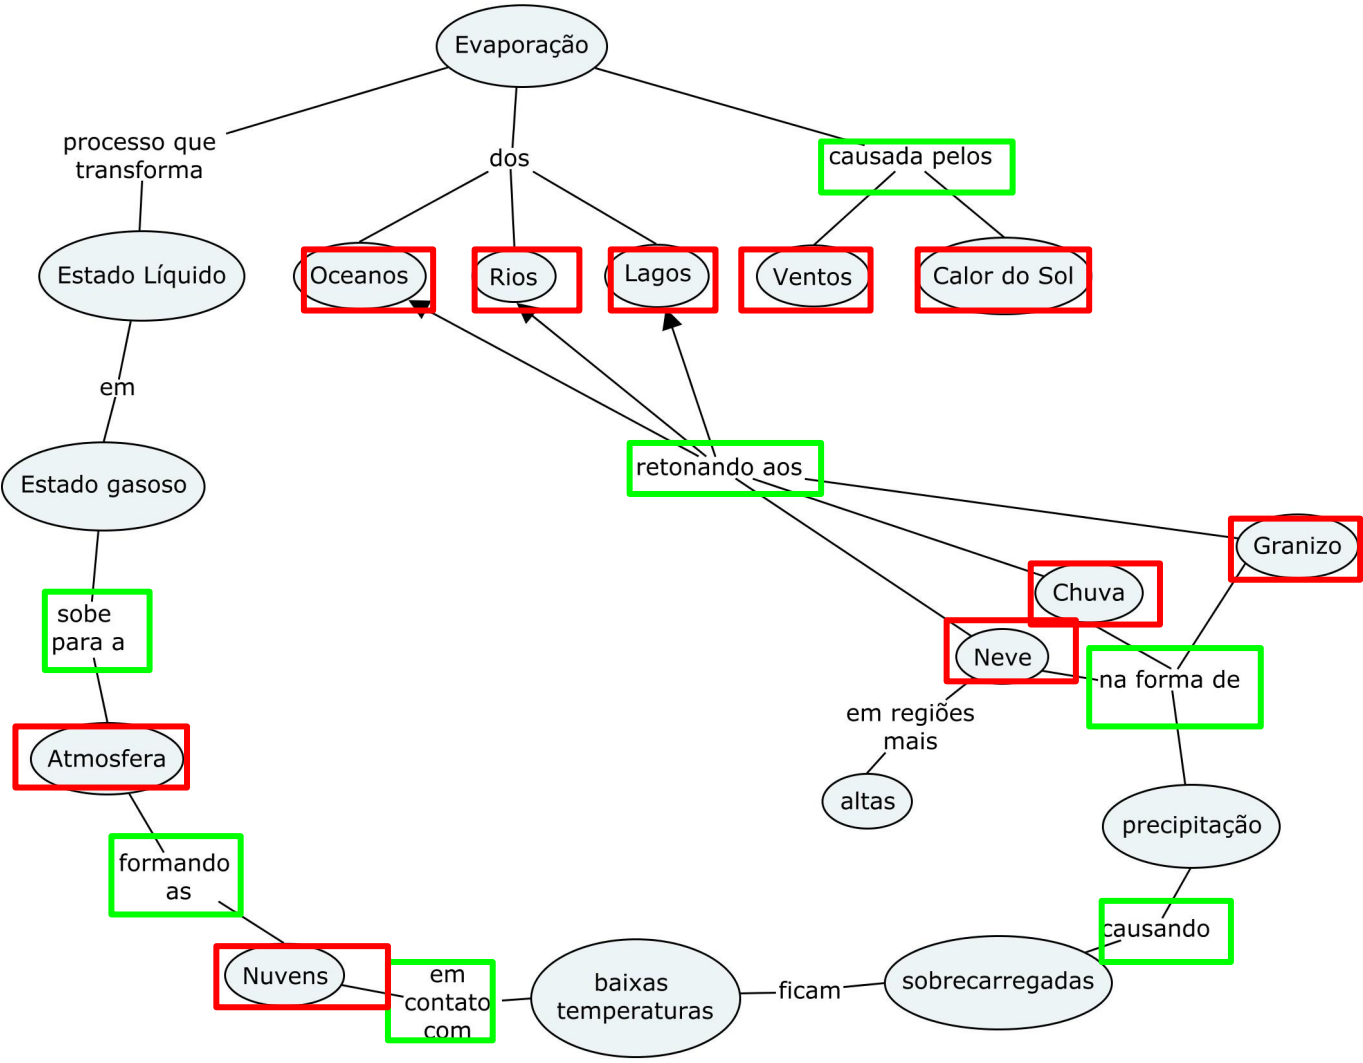 Evaporação
processo que
transforma
dos
causada pelos
Estado Líquido
Oceanos
Rios
Lagos
Ventos
Calor do Sol
em
retonando aos
Estado gasoso
Granizo
Chuva
sobe
para a
Neve
na forma de
em regiões
mais
Atmosfera
altas
precipitação
formando
as
causando
Nuvens
em
contato
com
baixas
temperaturas
ficam
sobrecarregadas